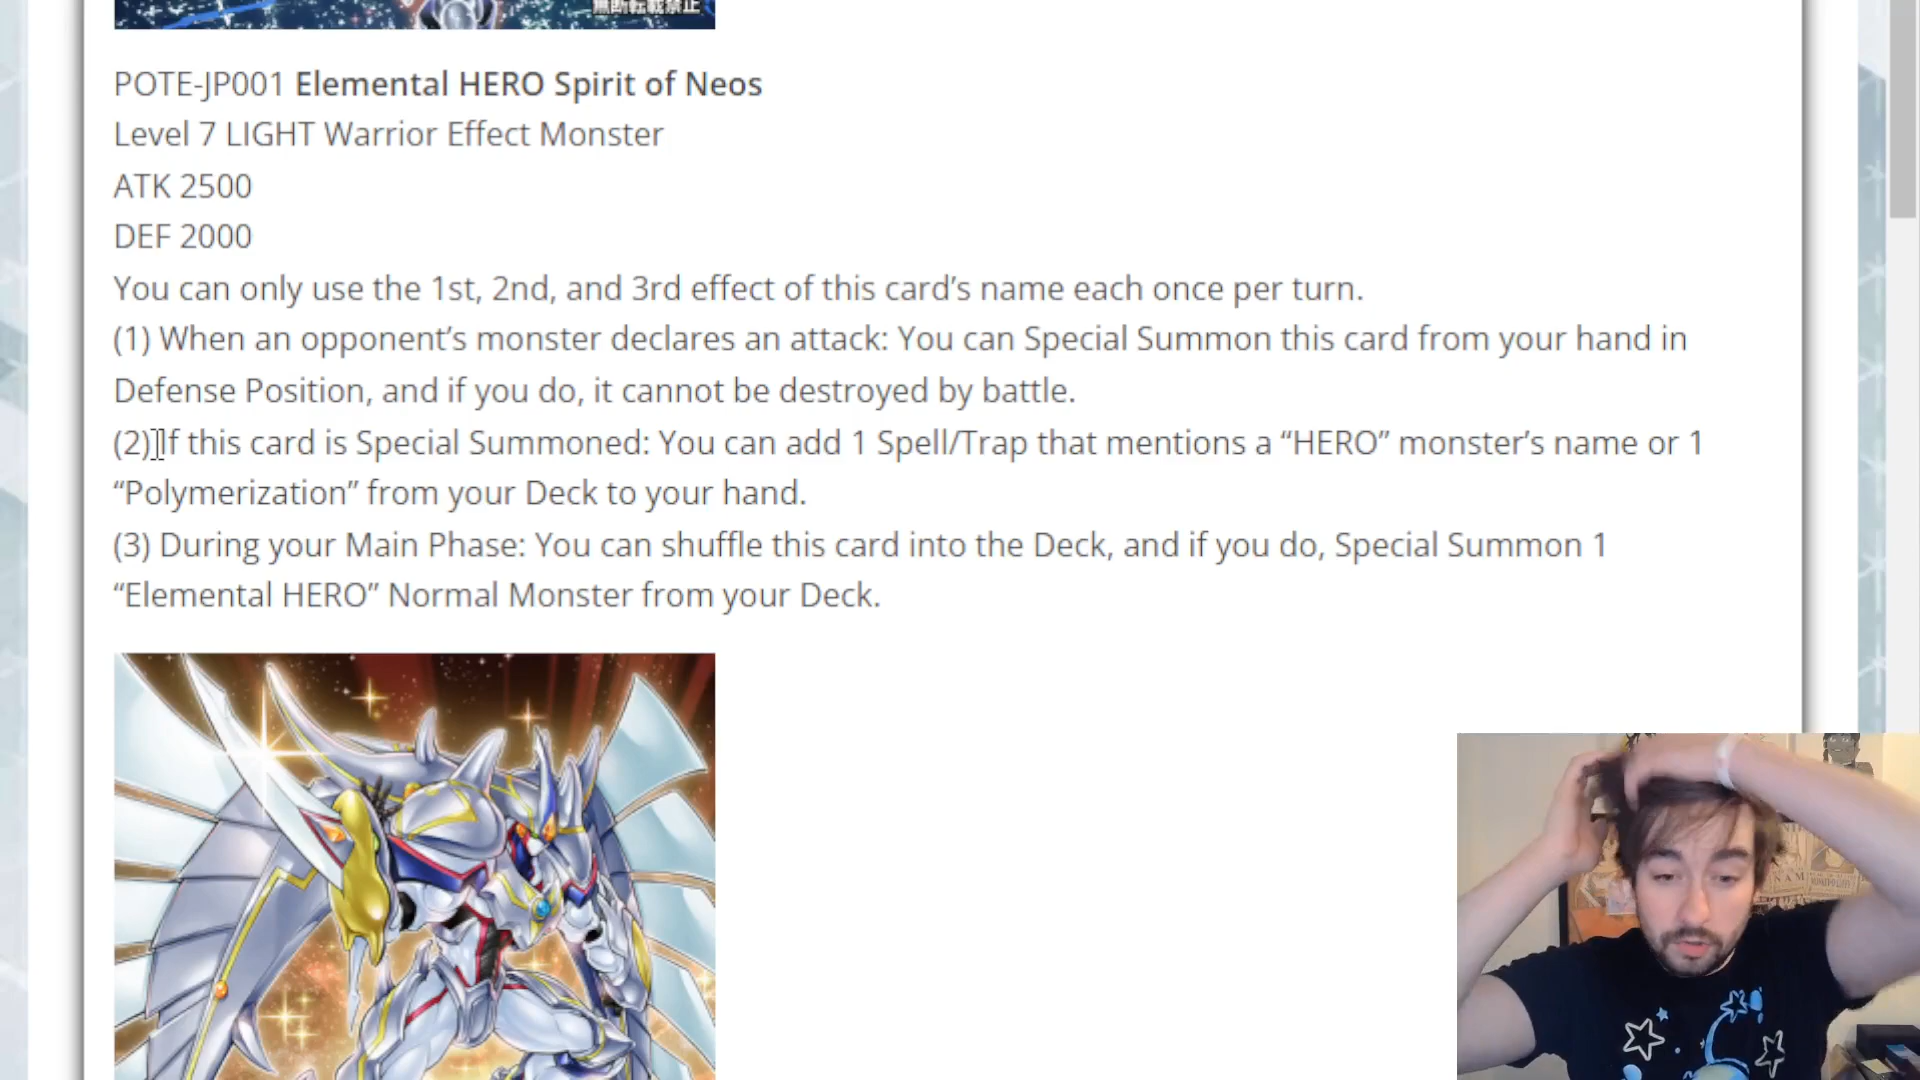 無断転載禁止
POTE-JP001 Elemental HERO Spirit of Neos
Level 7 LIGHT Warrior Effect Monster
ATK 2500
DEF 2000
You can only use the 1st, 2nd, and 3rd effect of this card’s name each once per turn.
(1) When an opponent’s monster declares an attack: You can Special Summon this card from your hand in
Defense Position, and if you do, it cannot be destroyed by battle.
(2) If this card is Special Summoned: You can add 1 Spell/Trap that mentions a “HERO” monster’s name or 1
“Polymerization” from your Deck to your hand.
(3) During your Main Phase: You can shuffle this card into the Deck, and if you do, Special Summon 1
“Elemental HERO” Normal Monster from your Deck.